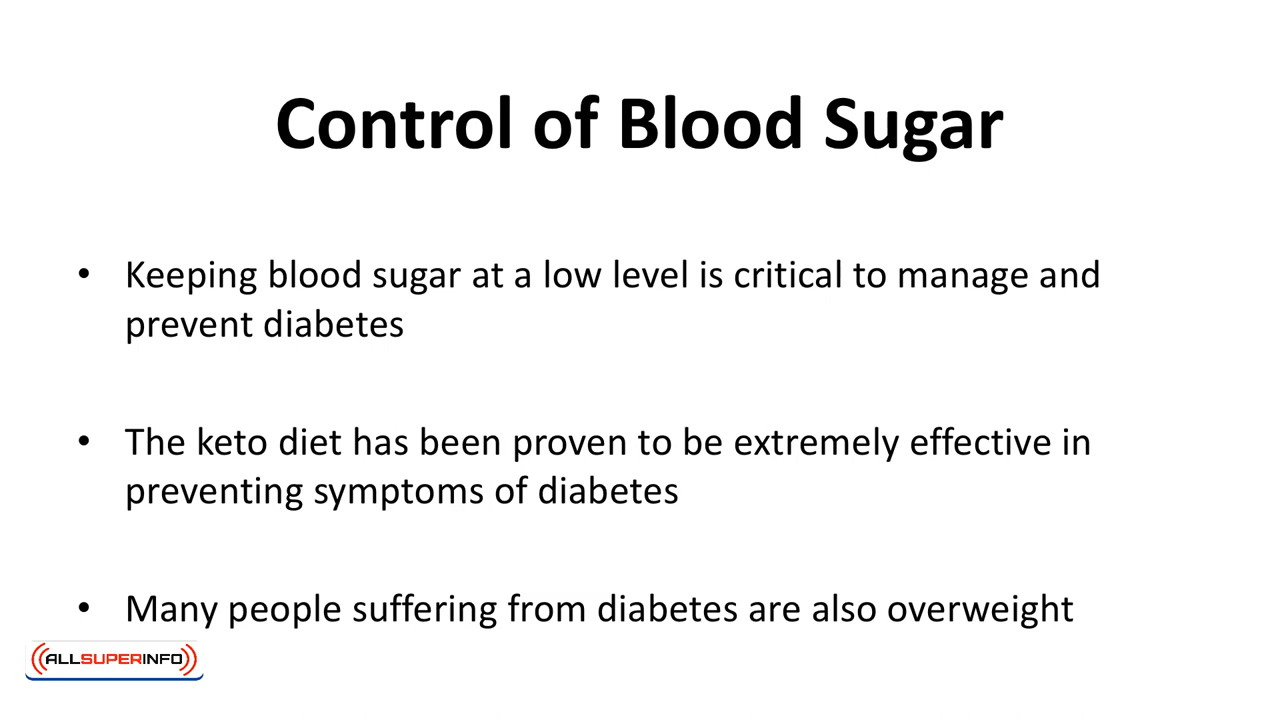 Control of Blood Sugar
• Keeping blood sugar at a low level is critical to manage and
prevent diabetes
• The keto diet has been proven to be extremely effective in
preventing symptoms of diabetes
• Many people suffering from diabetes are also overweight
ALLSUPERINFO